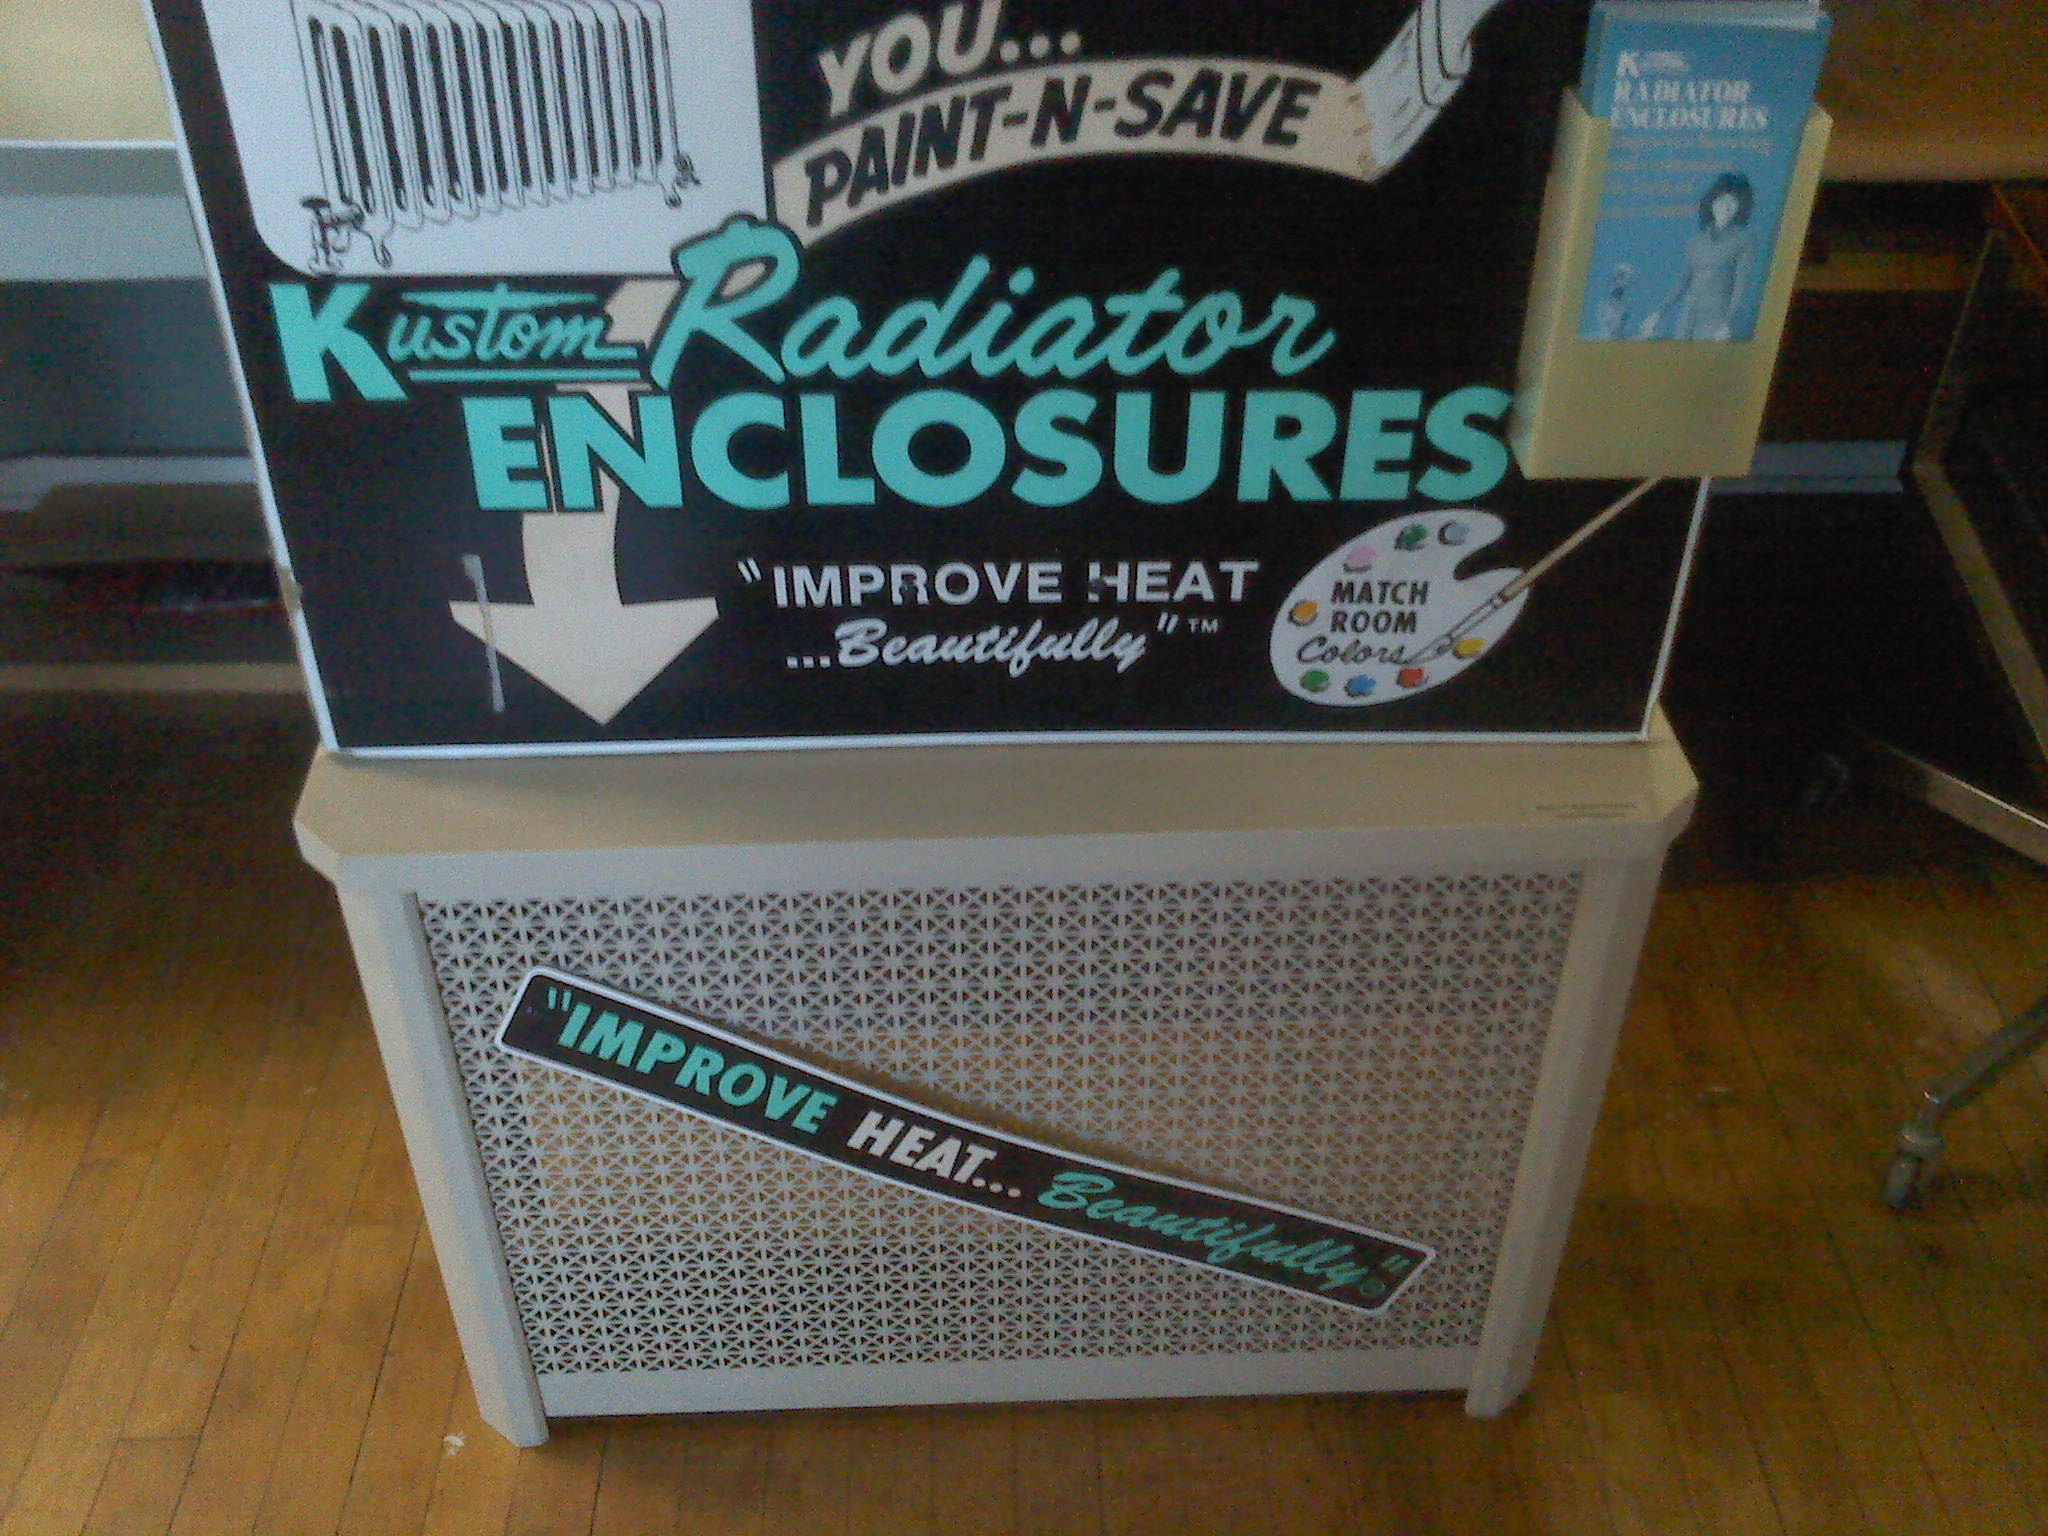 YOU...
PAINT-N-SAVE
Kustom Radiator
ENCLOSURES
"IMPROVE HEAT
...Beautifully"™
MATCH
ROOM
Colors
K
RADIATOR
ENCLOSURES
"IMPROVE HEAT... Beautifully"®